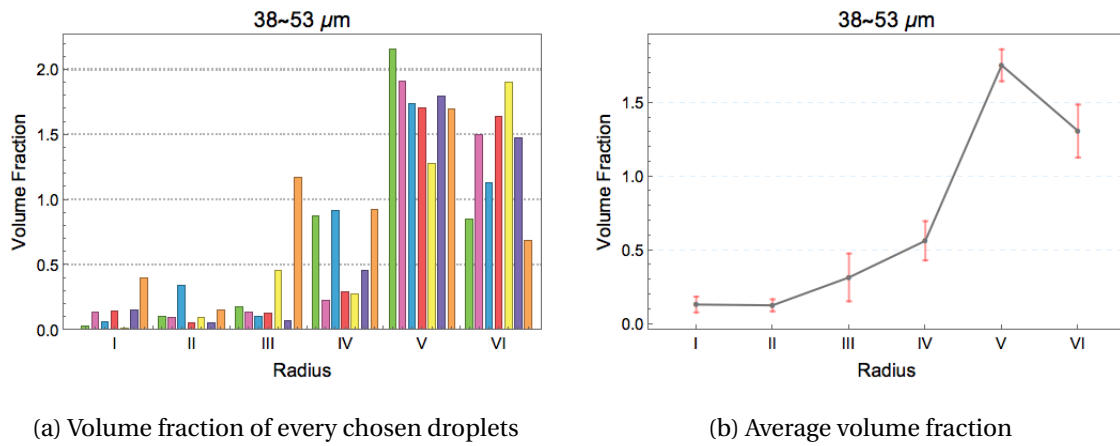 38~53 μm
Volume Fraction
2.0
1.5
1.0
0.5
0.0
I II III IV V VI
Radius
(a) Volume fraction of every chosen droplets
38~53 μm
Volume Fraction
1.5
1.0
0.5
0.0
I II III IV V VI
Radius
(b) Average volume fraction